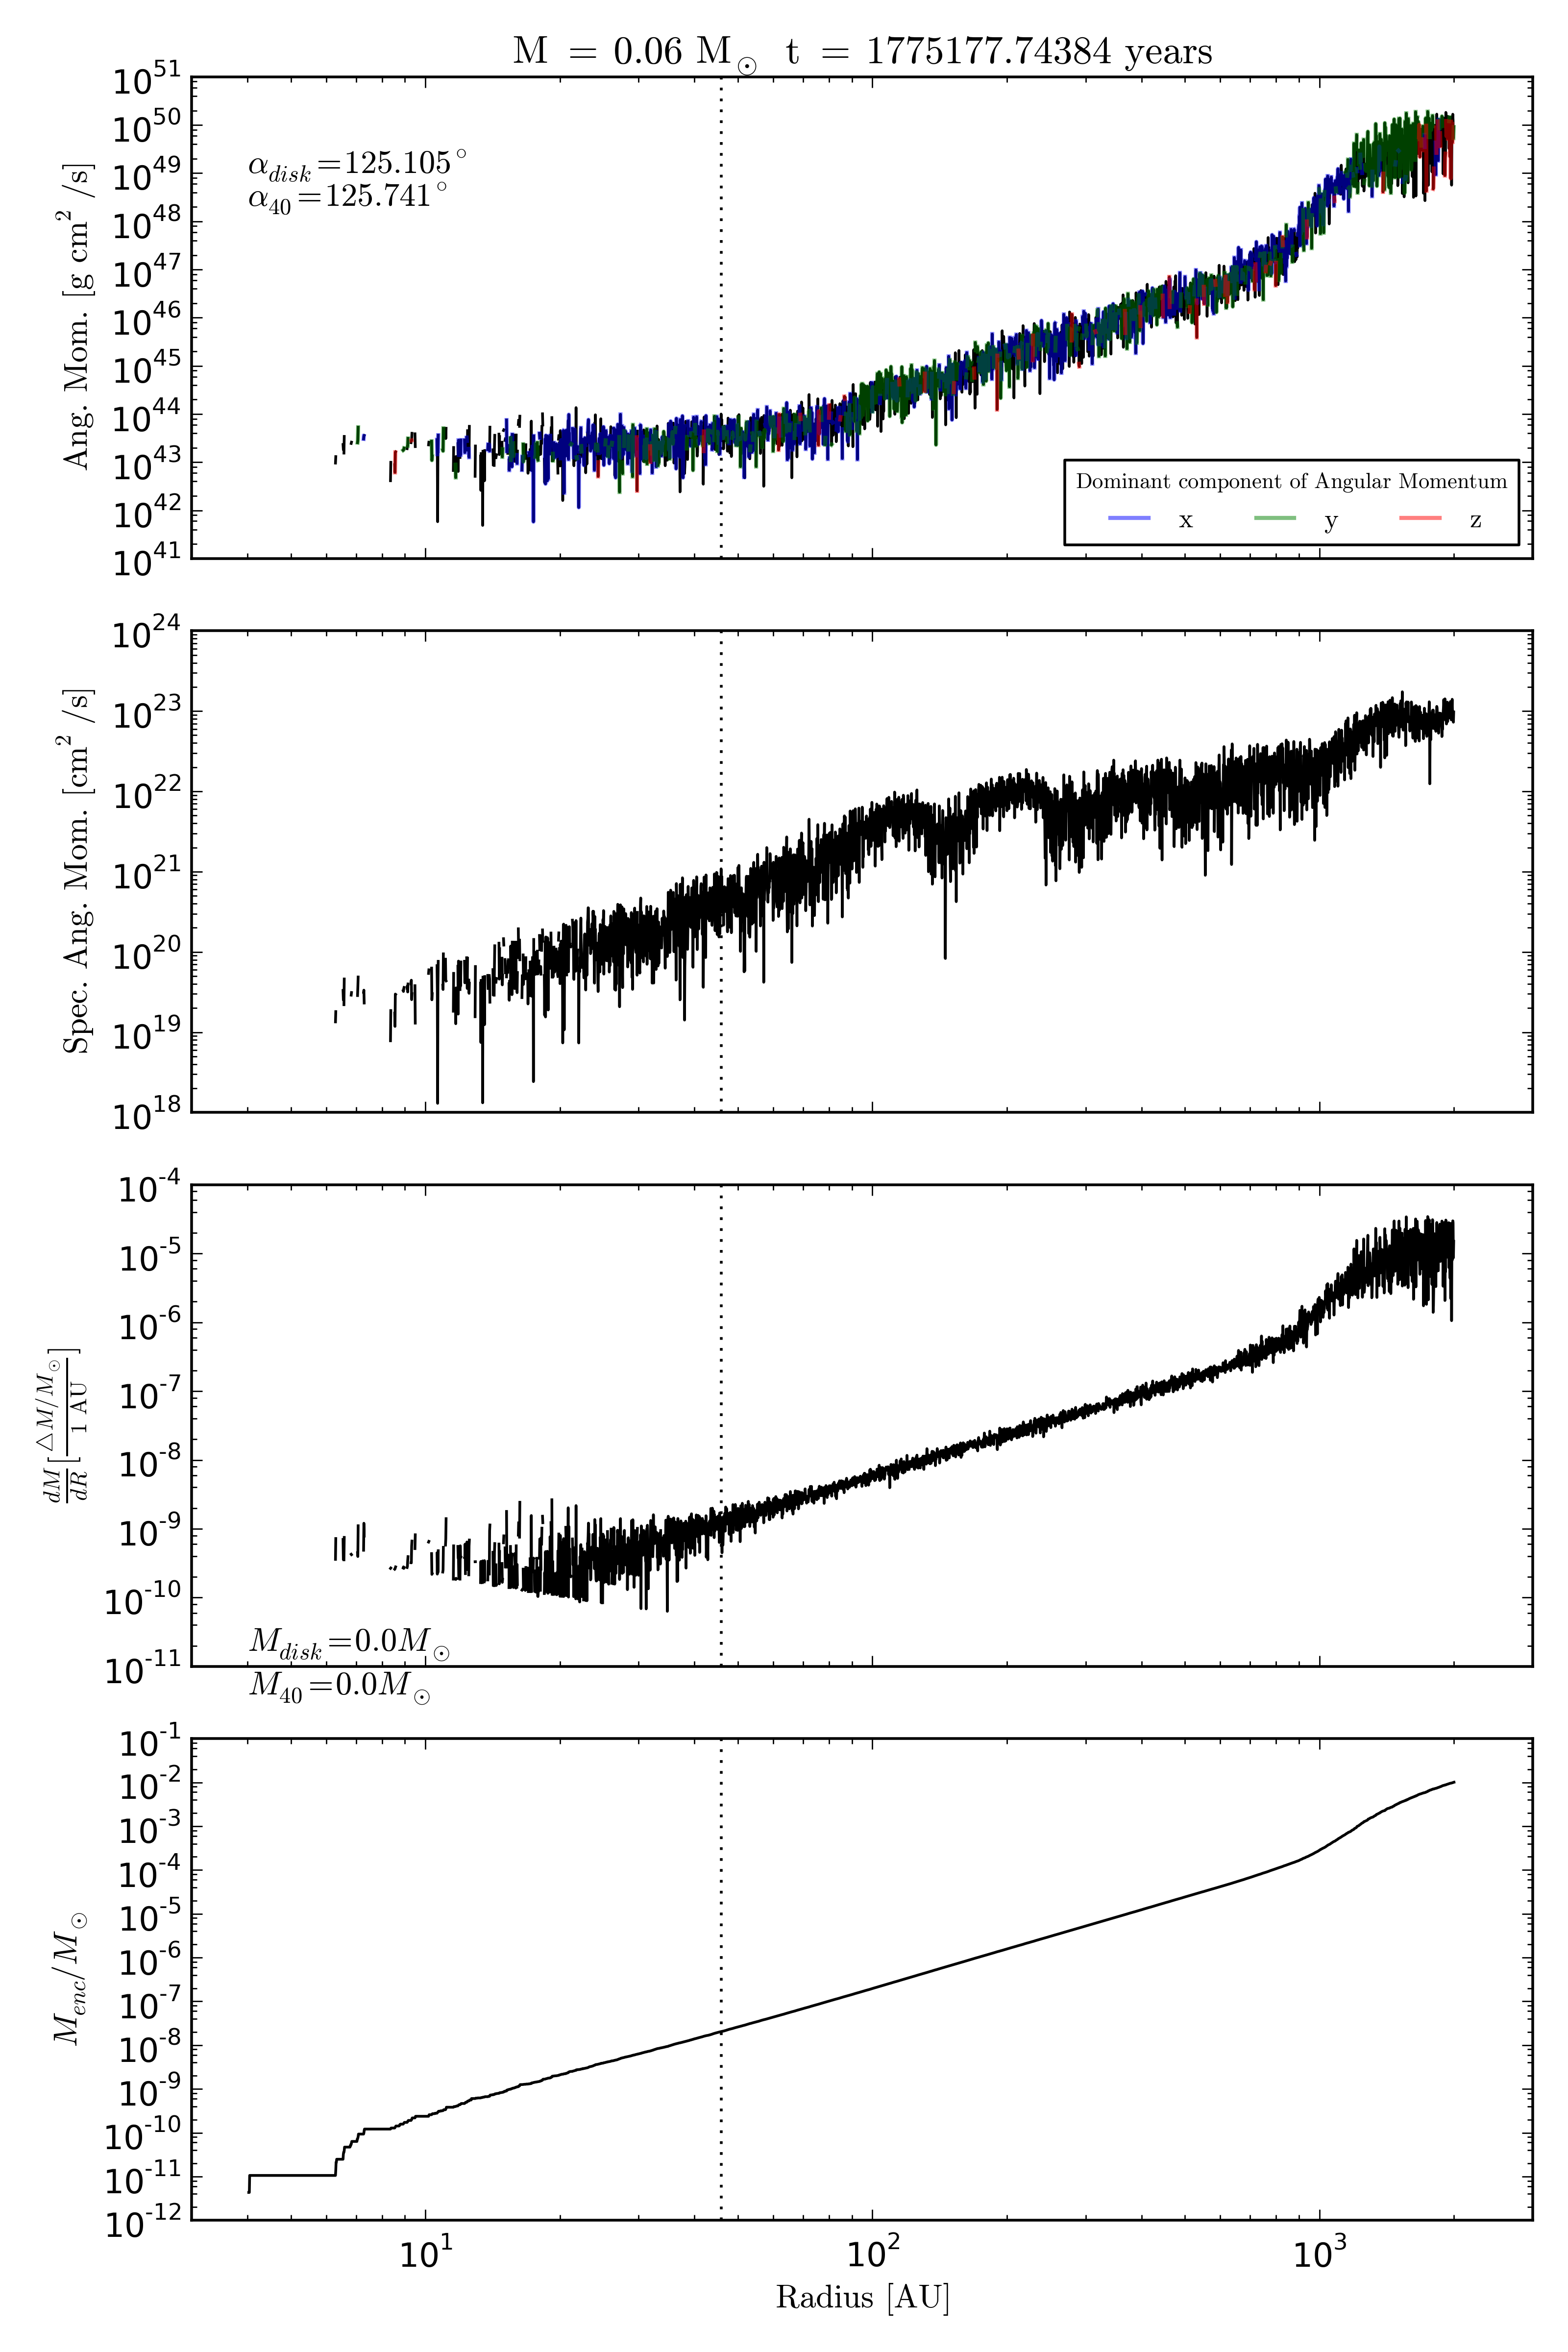 M = 0.06 M⊙ t = 1775177.74384 years
10^51
10^50
10^49
10^48
10^47
10^46
10^45
10^44
10^43
10^42
10^41
Ang. Mom. [g cm² /s]
α_disk=125.105°
α_40=125.741°
Dominant component of Angular Momentum
x y z
10^24
10^23
10^22
10^21
10^20
10^19
10^18
Spec. Ang. Mom. [cm² /s]
10^-4
10^-5
10^-6
10^-7
10^-8
10^-9
10^-10
10^-11
dM/dR [△M/M⊙ / 1 AU]
M_disk=0.0M⊙
M_40=0.0M⊙
10^-1
10^-2
10^-3
10^-4
10^-5
10^-6
10^-7
10^-8
10^-9
10^-10
10^-11
10^-12
M_enc/M⊙
10^1 10^2 10^3
Radius [AU]